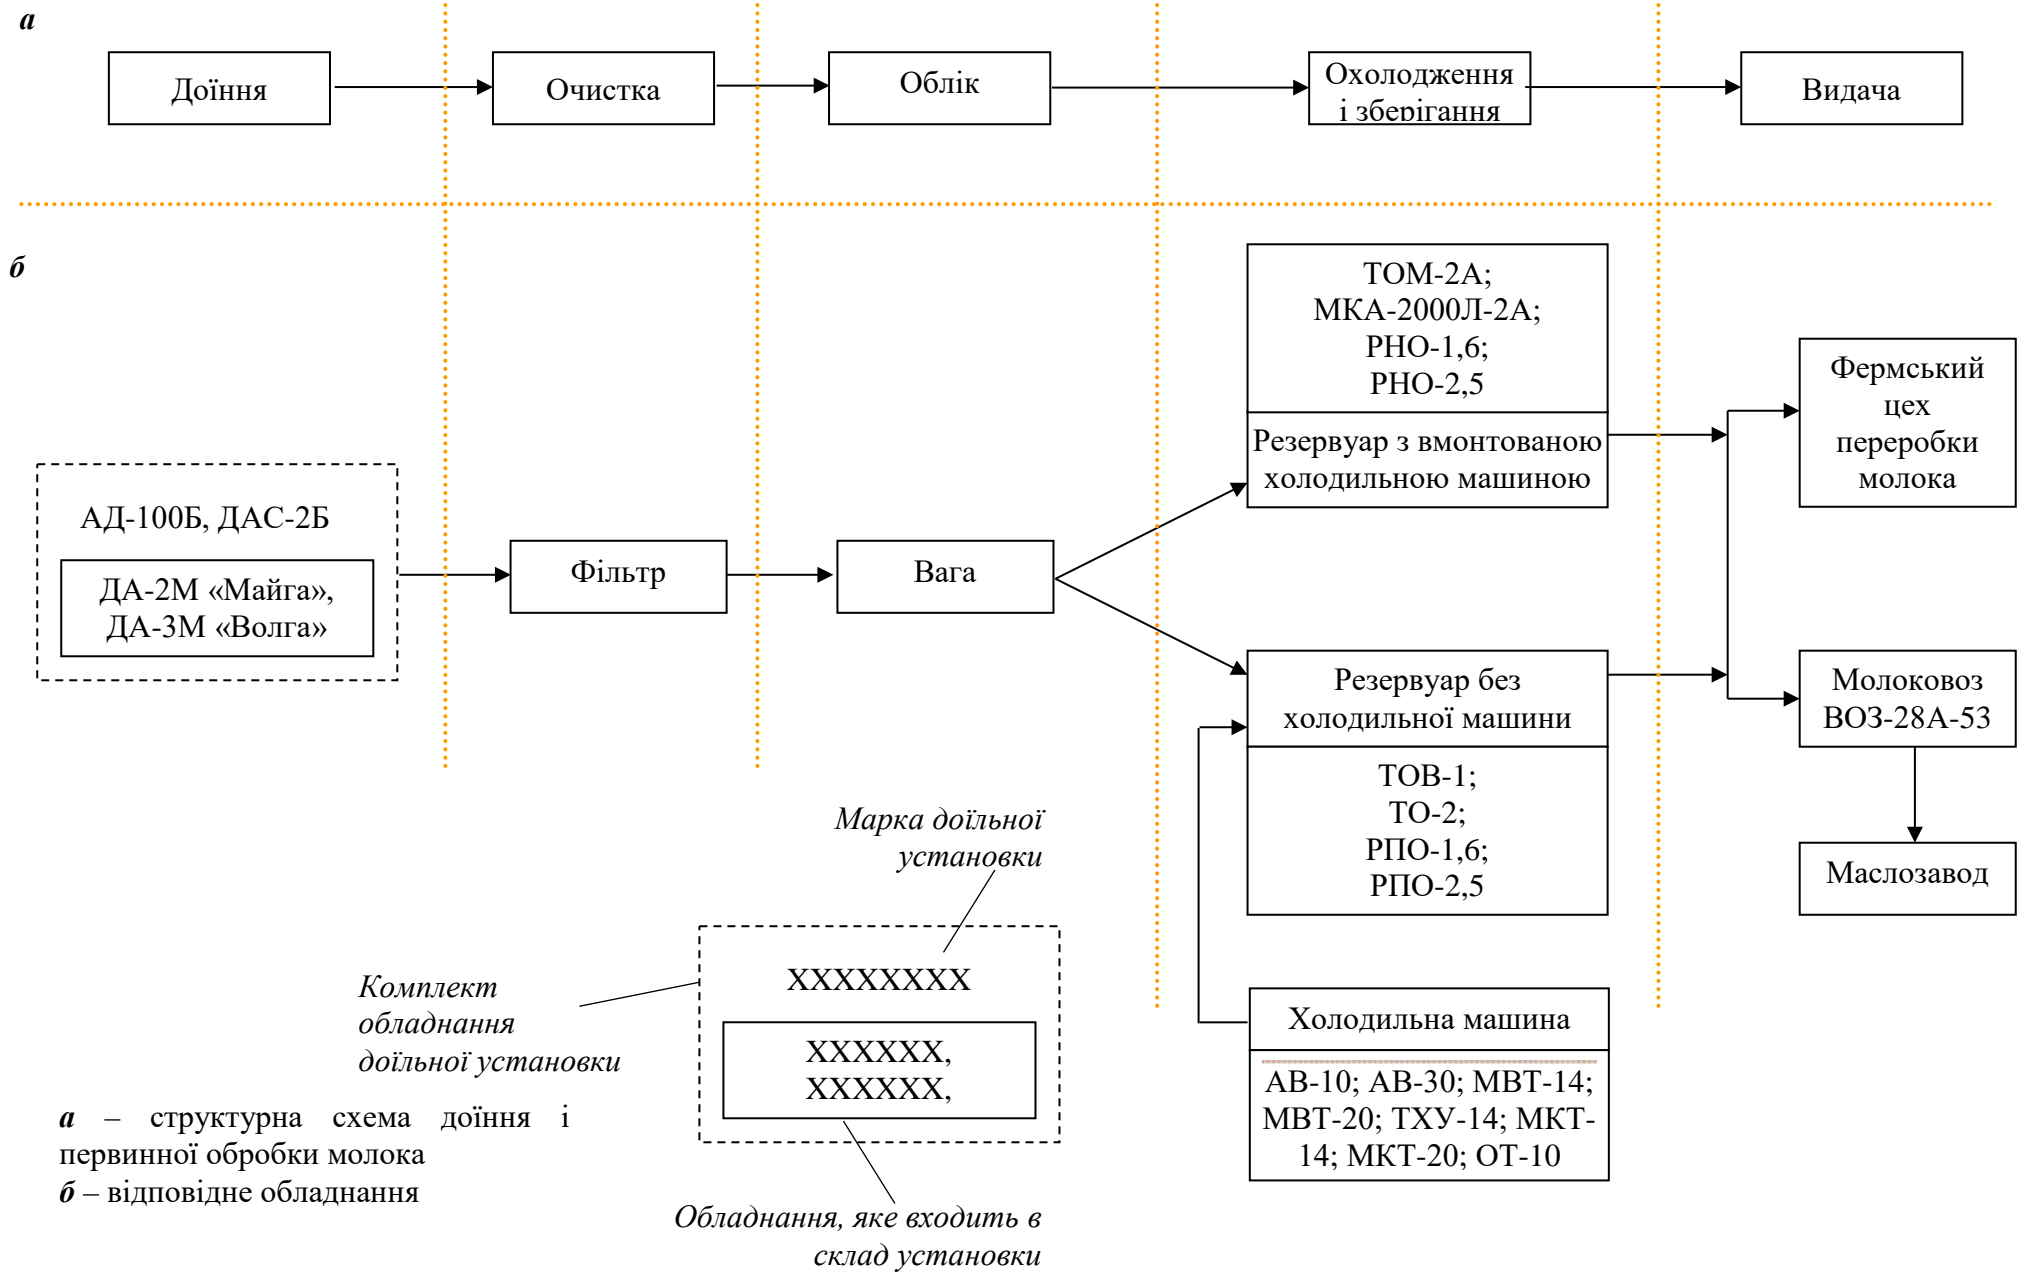 а
Доїння
Очистка
Облік
Охолодження
і зберігання
Видача
б
АД-100Б, ДАС-2Б
ДА-2М «Майга»,
ДА-3М «Волга»
Фільтр
Вага
ТОМ-2А;
МКА-2000Л-2А;
РНО-1,6;
РНО-2,5
Резервуар з вмонтованою
холодильною машиною
Резервуар без
холодильної машини
ТОВ-1;
ТО-2;
РПО-1,6;
РПО-2,5
Холодильна машина
АВ-10; АВ-30; МВТ-14;
МВТ-20; ТХУ-14; МКТ-
14; МКТ-20; ОТ-10
Фермський
цех
переробки
молока
Молоковоз
ВОЗ-28А-53
Маслозавод
Марка доїльної
установки
Комплект
обладнання
доїльної установки
ХХХХХХХХ
ХХХХХХ,
ХХХХХХ,
Обладнання, яке входить в
склад установки
а – структурна схема доїння і
первинної обробки молока
б – відповідне обладнання